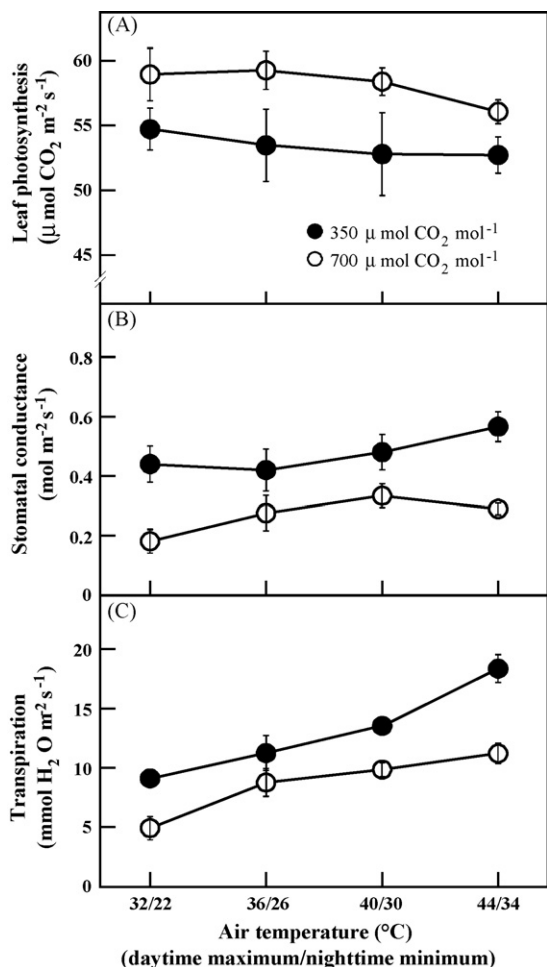 (A)
Leaf photosynthesis
(μ mol CO₂ m⁻² s⁻¹)
60
55
50
45
350 μ mol CO₂ mol⁻¹
700 μ mol CO₂ mol⁻¹
(B)
Stomatal conductance
(mol m⁻² s⁻¹)
0.8
0.6
0.4
0.2
0
(C)
Transpiration
(mmol H₂ O m⁻² s⁻¹)
20
15
10
5
0
32/22 36/26 40/30 44/34
Air temperature (°C)
(daytime maximum/nighttime minimum)